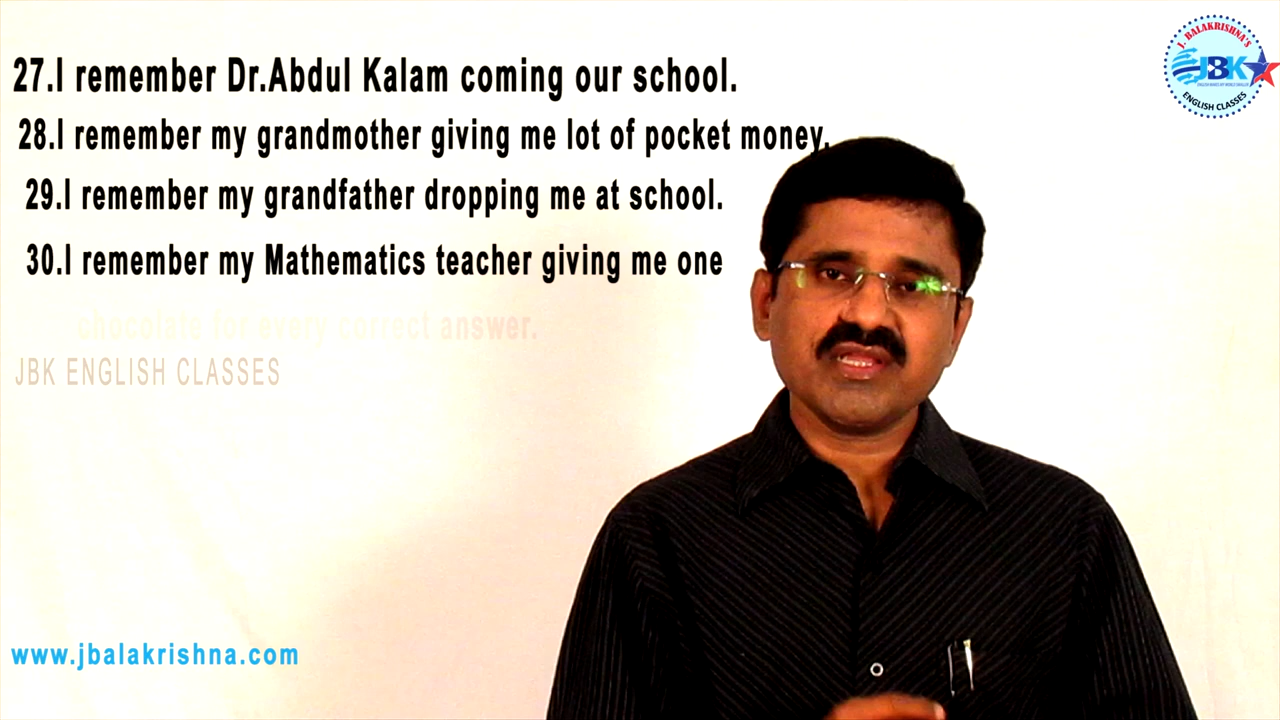 27.I remember Dr.Abdul Kalam coming our school.
28.I remember my grandmother giving me lot of pocket money.
29.I remember my grandfather dropping me at school.
30.I remember my Mathematics teacher giving me one
chocolate for every correct answer.
JBK ENGLISH CLASSES
www.jbalakrishna.com
J. BALAKRISHNA'S
JBK
ENGLISH CLASSES